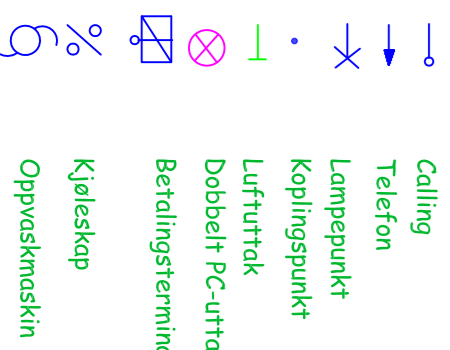 Calling
Telefon
Lampepunkt
Koplingspunkt
Luftuttak
Dobbelt PC-utta
Betalingstermin
Kjøleskap
Oppvaskmaskin